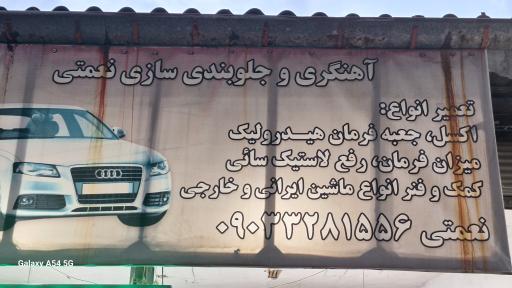 آهنگری و جلوبندی سازی نعمتی
تعمیر انواع:
اکسل، جعبه فرمان هیدرولیک
میزان فرمان، رفع لاستیک سائی
کمک و فنر انواع ماشین ایرانی و خارجی
نعمتی ۰۹۰۳۳۲۸۱۵۵۶
Galaxy A54 5G